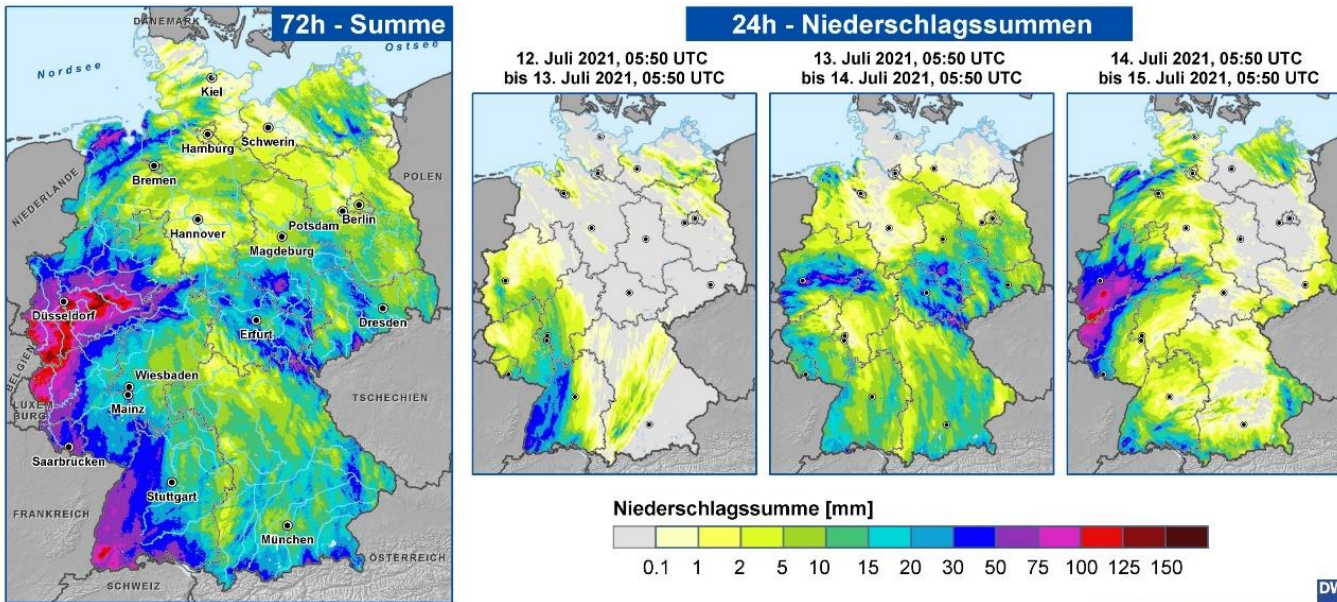 72h - Summe
DÄNEMARK
Ostsee
Nordsee
Kiel
Schwerin
Hamburg
Bremen
NIEDERLANDE
POLEN
Berlin
Potsdam
Hannover
Magdeburg
Düsseldorf
Erfurt
Dresden
BELGIEN
Wiesbaden
Mainz
LUXEM
BURG
TSCHECHIEN
Saarbrücken
Stuttgart
FRANKREICH
München
ÖSTERREICH
SCHWEIZ
24h - Niederschlagssummen
12. Juli 2021, 05:50 UTC
bis 13. Juli 2021, 05:50 UTC
13. Juli 2021, 05:50 UTC
bis 14. Juli 2021, 05:50 UTC
14. Juli 2021, 05:50 UTC
bis 15. Juli 2021, 05:50 UTC
Niederschlagssumme [mm]
0.1 1 2 5 10 15 20 30 50 75 100 125 150